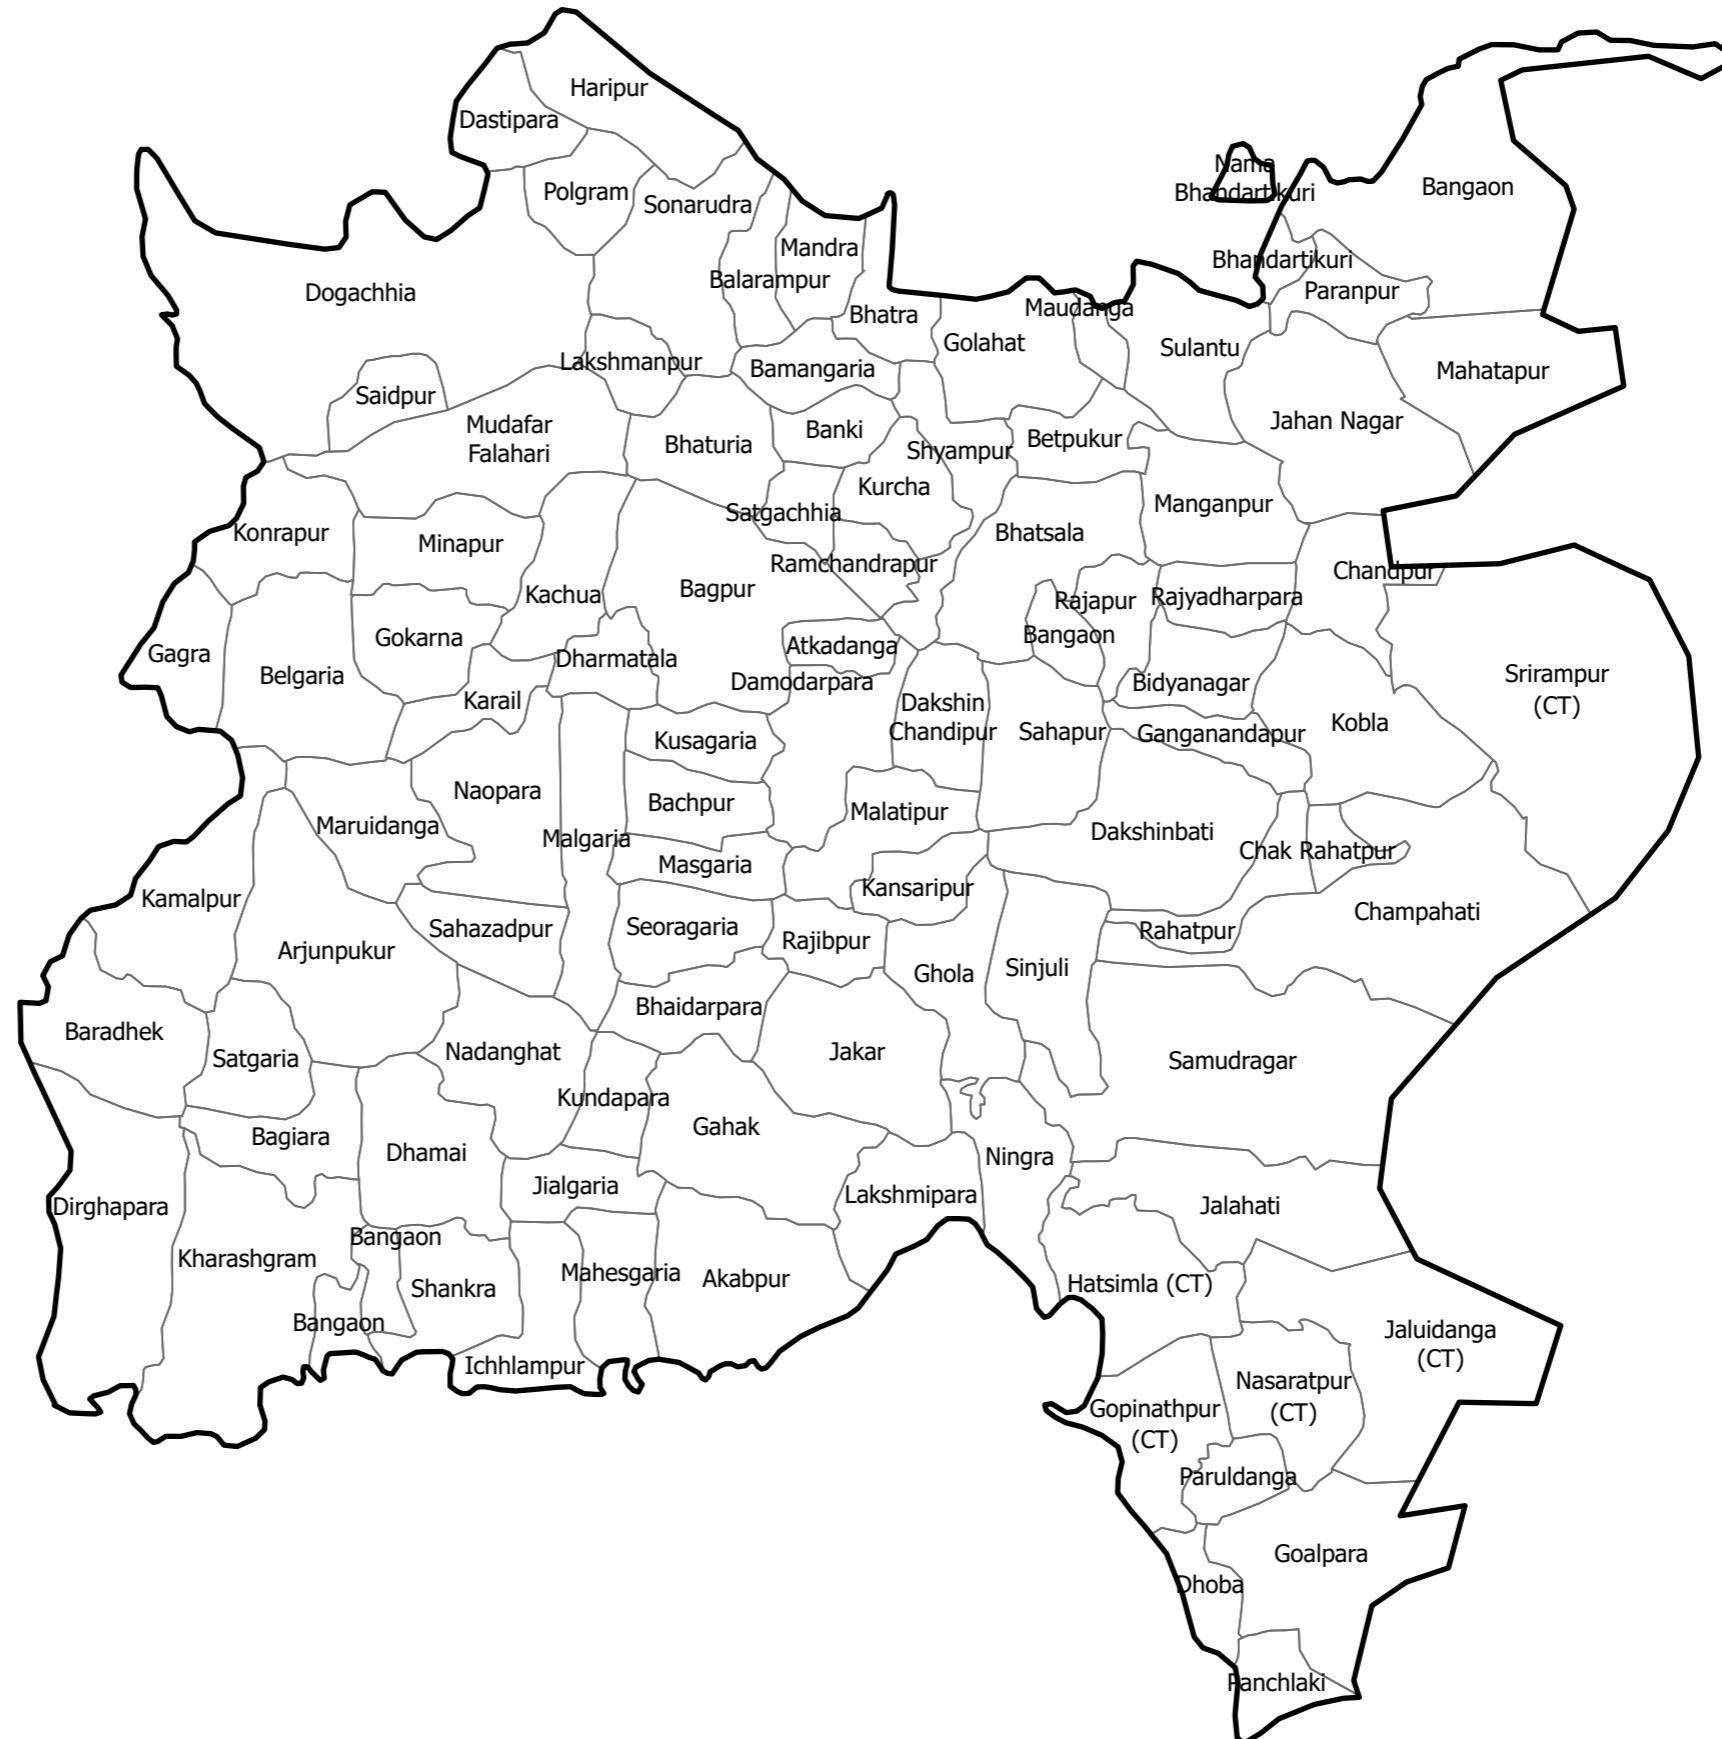 Haripur
Dastipara
Nama
Bhandartikuri
Polgram
Bangaon
Sonarudra
Mandra
Bhandartikuri
Balarampur
Dogachhia
Paranpur
Maudanga
Bhatra
Golahat
Sulantu
Lakshmanpur
Bamangaria
Mahatapur
Saidpur
Mudafar
Falahari
Jahan Nagar
Banki
Betpukur
Bhaturia
Shyampur
Kurcha
Manganpur
Satgachhia
Konrapur
Bhatsala
Minapur
Ramchandrapur
Chandpur
Bagpur
Kachua
Rajapur
Rajyadharpara
Gokarna
Bangaon
Atkadanga
Gagra
Dharmatala
Belgaria
Srirampur
(CT)
Damodarpara
Bidyanagar
Karail
Dakshin
Chandipur
Kobla
Sahapur
Ganganandapur
Kusagaria
Naopara
Bachpur
Malatipur
Maruidanga
Dakshinbati
Malgaria
Chak Rahatpur
Masgaria
Kansaripur
Kamalpur
Champahati
Seoragaria
Sahazadpur
Rahatpur
Rajibpur
Arjunpukur
Sinjuli
Ghola
Bhaidarpara
Baradhek
Nadanghat
Jakar
Satgaria
Samudragar
Kundapara
Gahak
Bagiara
Dhamai
Ningra
Jialgaria
Lakshmipara
Dirghapara
Jalahati
Bangaon
Kharashgram
Mahesgaria
Akabpur
Hatsimla (CT)
Shankra
Bangaon
Jaluidanga
(CT)
Ichhlampur
Nasaratpur
(CT)
Gopinathpur
(CT)
Paruldanga
Goalpara
Dhoba
Panchlaki